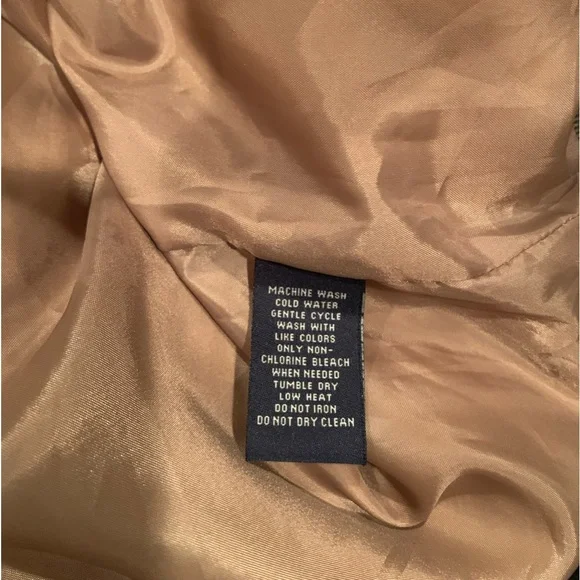 MACHINE WASH
COLD WATER
GENTLE CYCLE
WASH WITH
LIKE COLORS
ONLY NON-
CHLORINE BLEACH
WHEN NEEDED
TUMBLE DRY
LOW HEAT
DO NOT IRON
DO NOT DRY CLEAN